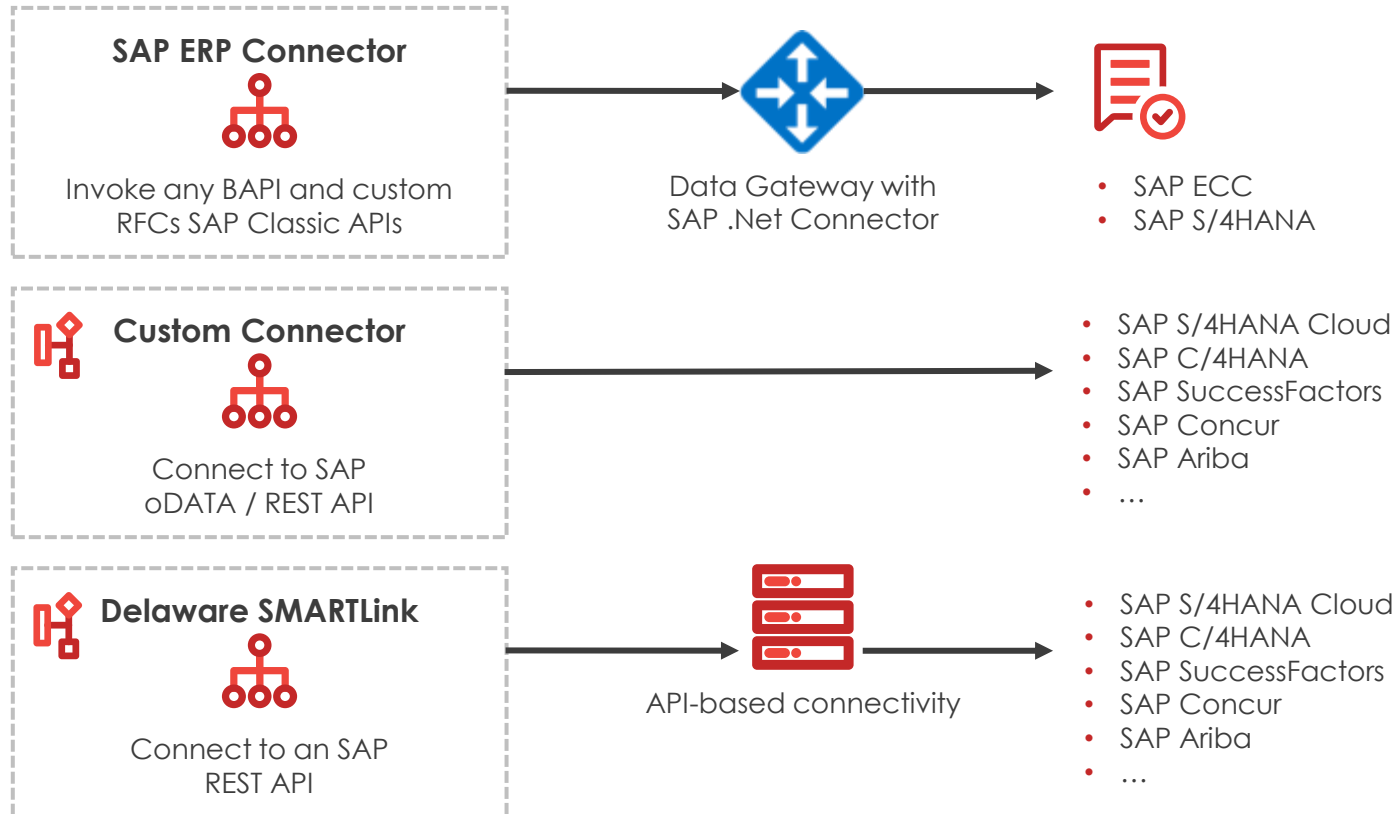 SAP ERP Connector
Invoke any BAPI and custom
RFCs SAP Classic APIs
Data Gateway with
SAP .Net Connector
• SAP ECC
• SAP S/4HANA
Custom Connector
Connect to SAP
oDATA / REST API
• SAP S/4HANA Cloud
• SAP C/4HANA
• SAP SuccessFactors
• SAP Concur
• SAP Ariba
• …
Delaware SMARTLink
Connect to an SAP
REST API
API-based connectivity
• SAP S/4HANA Cloud
• SAP C/4HANA
• SAP SuccessFactors
• SAP Concur
• SAP Ariba
• …